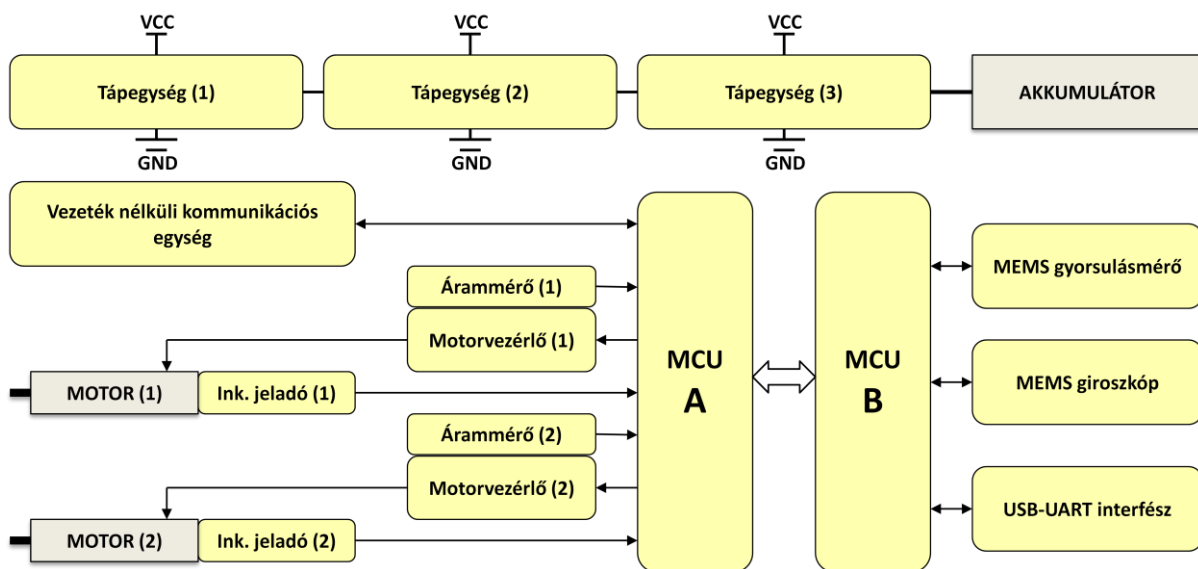 VCC
VCC
VCC
Tápegység (1)
Tápegység (2)
Tápegység (3)
AKKUMULÁTOR
GND
GND
GND
Vezeték nélküli kommunikációs
egység
Árammérő (1)
Motorvezérlő (1)
MOTOR (1)
Ink. jeladó (1)
Árammérő (2)
Motorvezérlő (2)
MOTOR (2)
Ink. jeladó (2)
MCU
A
MCU
B
MEMS gyorsulásmérő
MEMS giroszkóp
USB-UART interfész